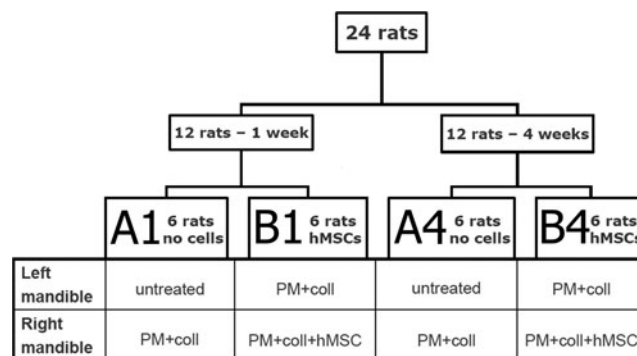 24 rats
12 rats – 1 week
12 rats – 4 weeks
A1 6 rats
no cells
B1 6 rats
hMSCs
A4 6 rats
no cells
B4 6 rats
hMSCs
Left
mandible
untreated
PM+coll
untreated
PM+coll
Right
mandible
PM+coll
PM+coll+hMSC
PM+coll
PM+coll+hMSC